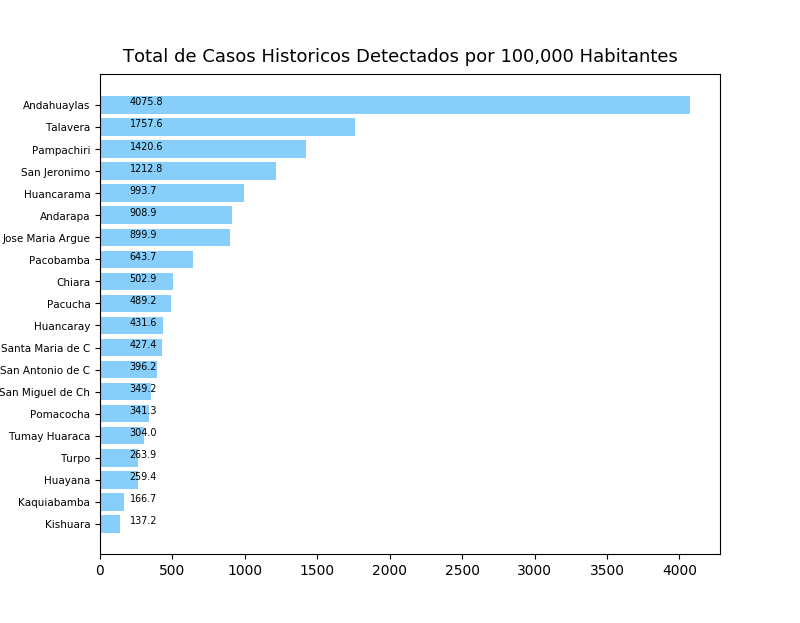 Total de Casos Historicos Detectados por 100,000 Habitantes
Andahuaylas 4075.8
Talavera 1757.6
Pampachiri 1420.6
San Jeronimo 1212.8
Huancarama 993.7
Andarapa 908.9
Jose Maria Argue 899.9
Pacobamba 643.7
Chiara 502.9
Pacucha 489.2
Huancaray 431.6
Santa Maria de C 427.4
San Antonio de C 396.2
San Miguel de Ch 349.2
Pomacocha 341.3
Tumay Huaraca 304.0
Turpo 263.9
Huayana 259.4
Kaquiabamba 166.7
Kishuara 137.2
0 500 1000 1500 2000 2500 3000 3500 4000